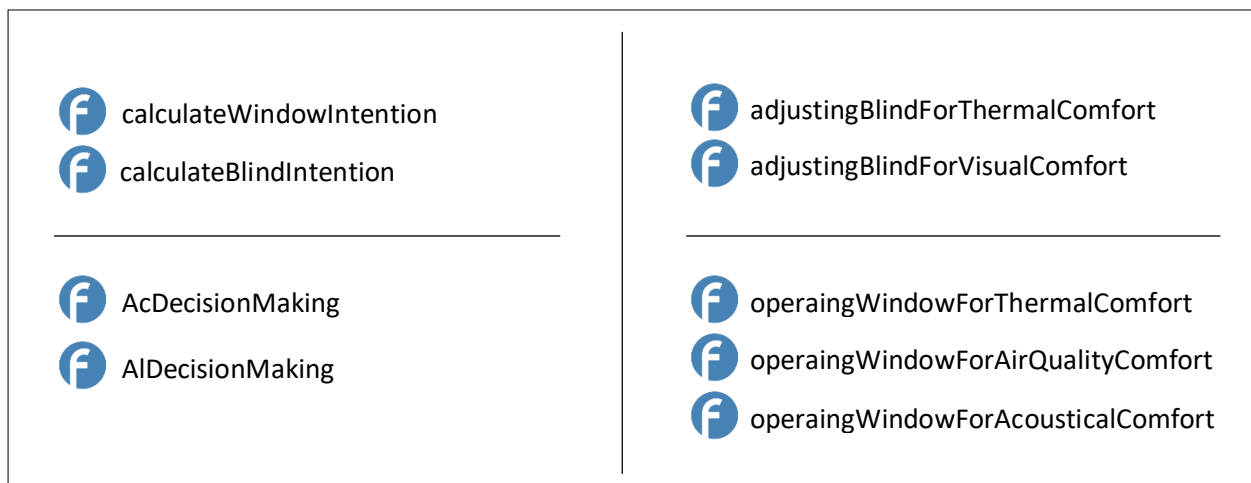 F calculateWindowIntention
F calculateBlindIntention
F AcDecisionMaking
F AlDecisionMaking
F adjustingBlindForThermalComfort
F adjustingBlindForVisualComfort
F operaingWindowForThermalComfort
F operaingWindowForAirQualityComfort
F operaingWindowForAcousticalComfort